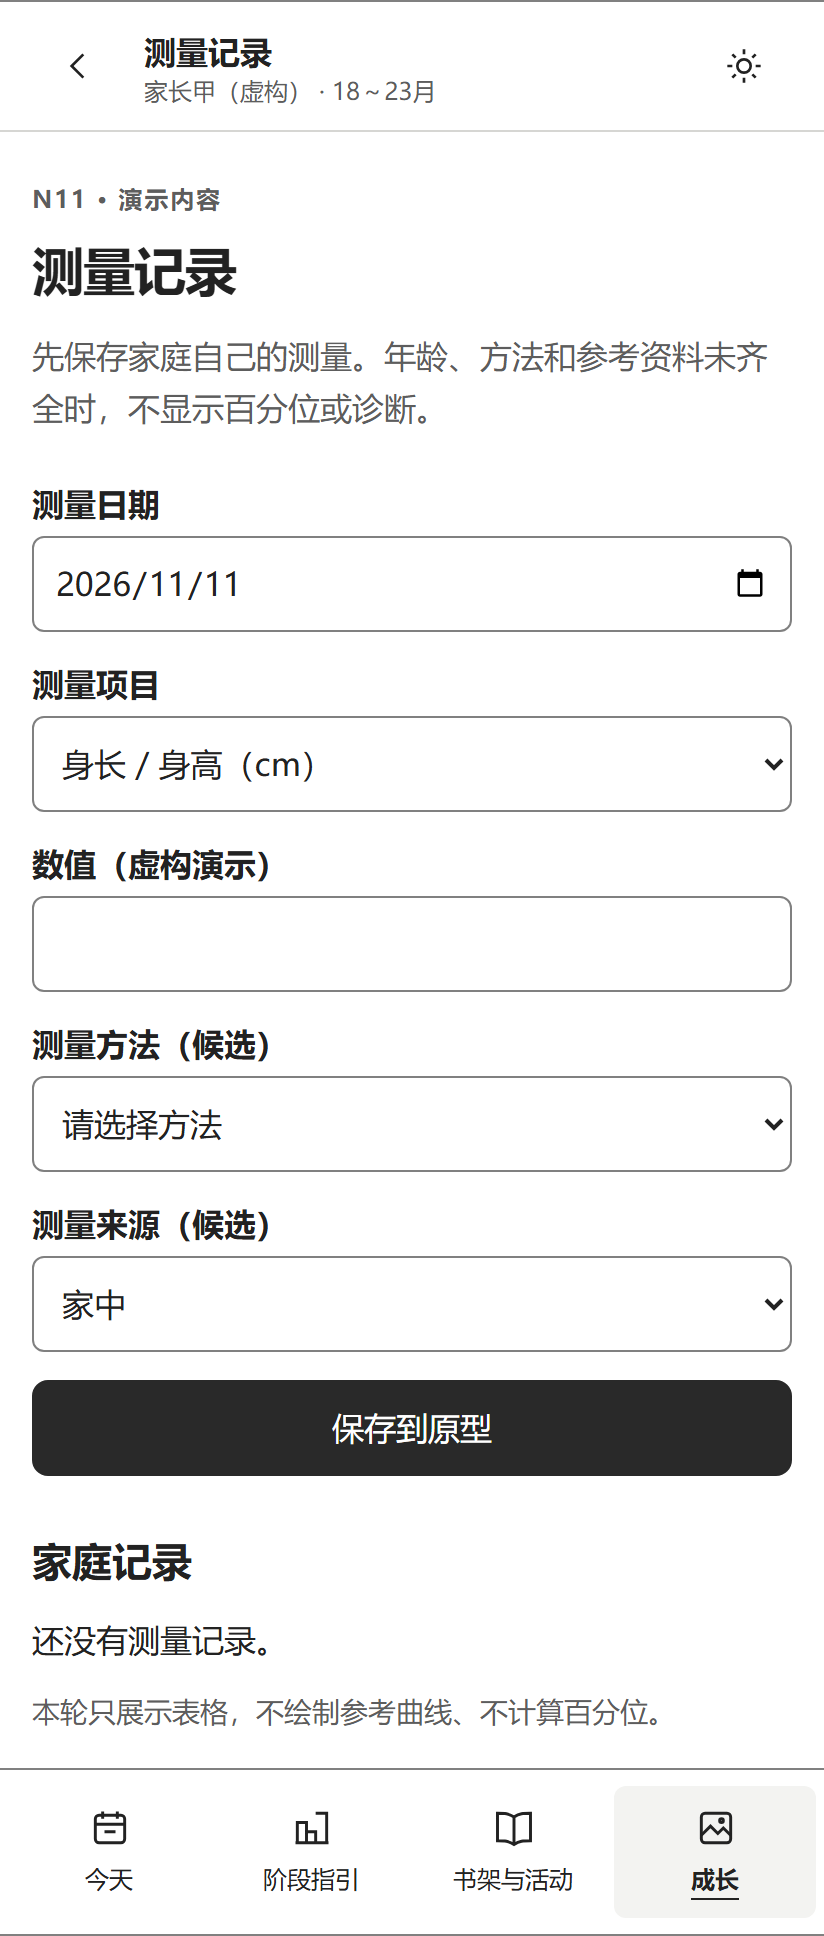 测量记录
家长甲（虚构） · 18～23月
N11 • 演示内容
测量记录
先保存家庭自己的测量。年龄、方法和参考资料未齐
全时，不显示百分位或诊断。
测量日期
2026/11/11
测量项目
身长 / 身高（cm）
数值（虚构演示）
测量方法（候选）
请选择方法
测量来源（候选）
家中
保存到原型
家庭记录
还没有测量记录。
本轮只展示表格，不绘制参考曲线、不计算百分位。
今天
阶段指引
书架与活动
成长